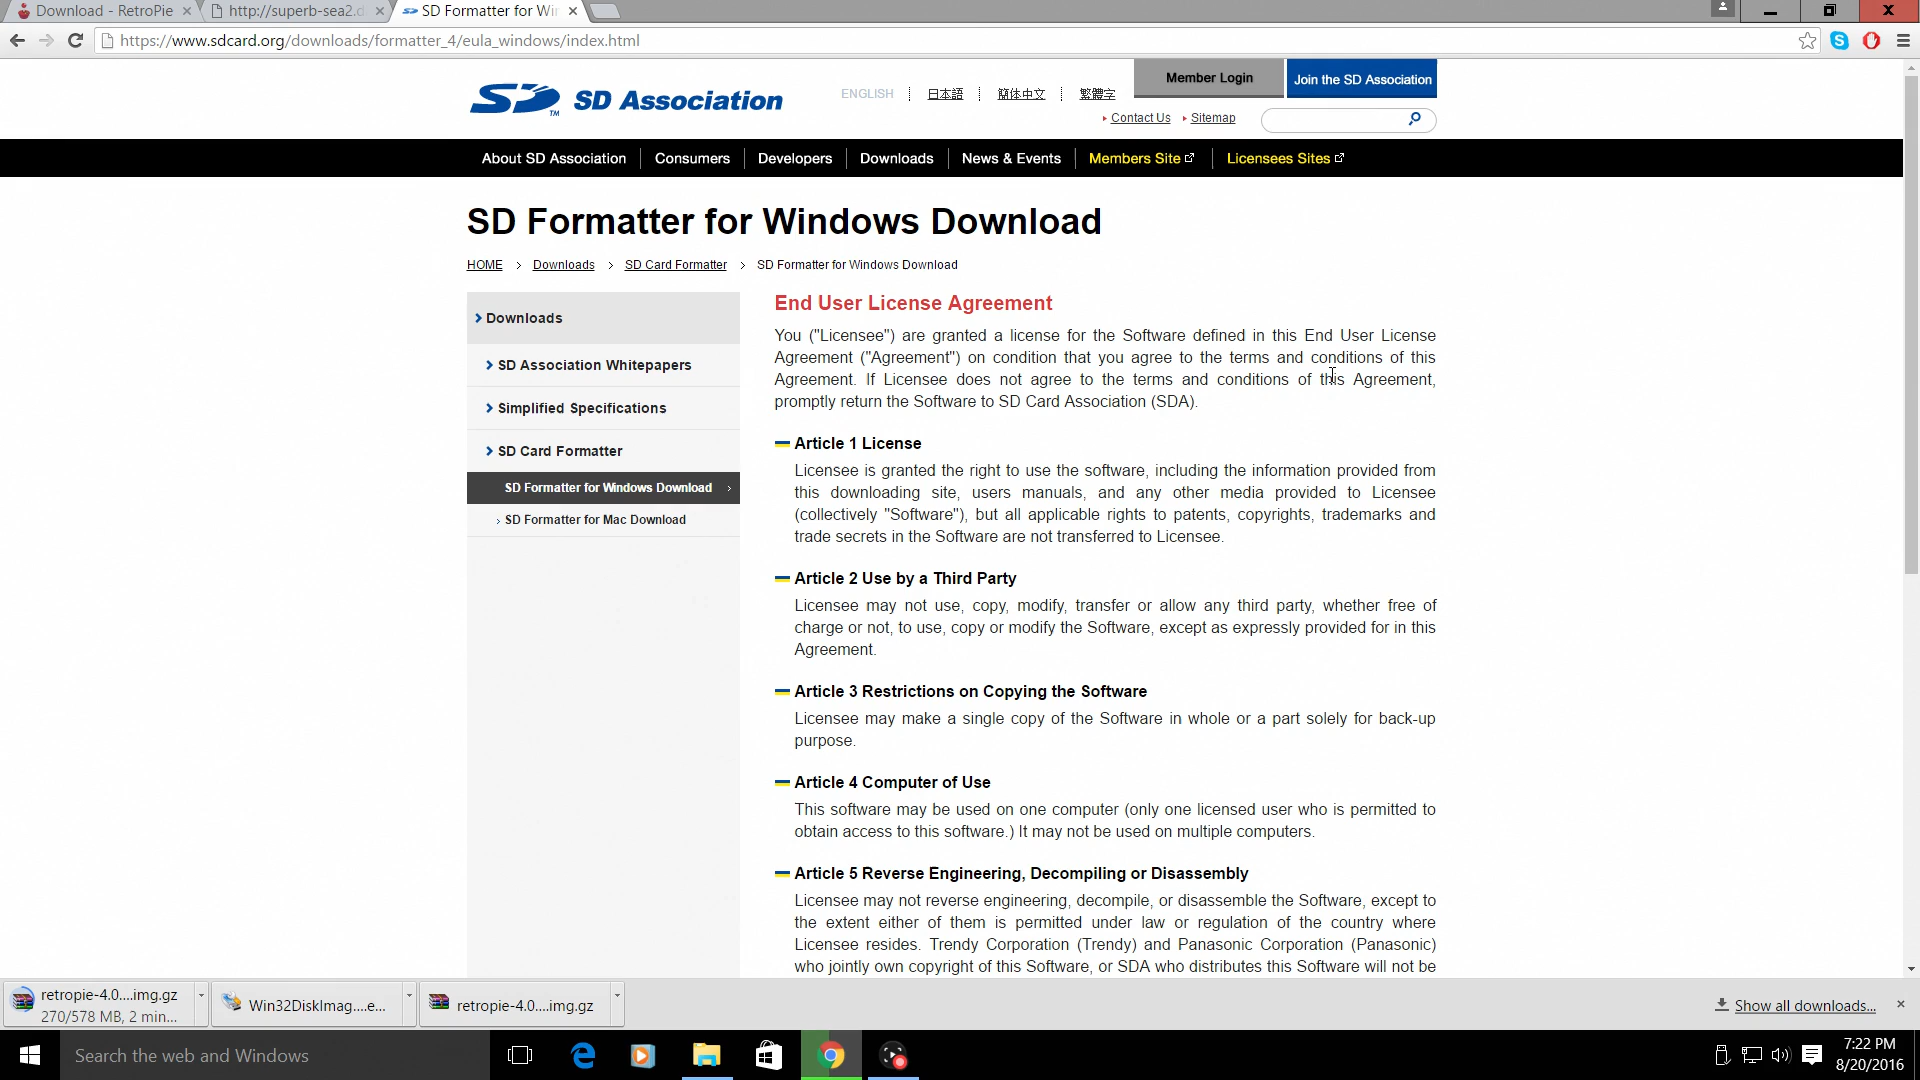 Download - RetroPie
http://superb-sea2.d
SD Formatter for Win
https://www.sdcard.org/downloads/formatter_4/eula_windows/index.html
SD Association
TM
ENGLISH
日本語
簡体中文
繁體字
Member Login
Join the SD Association
Contact Us
Sitemap
About SD Association
Consumers
Developers
Downloads
News & Events
Members Site
Licensees Sites
SD Formatter for Windows Download
HOME > Downloads > SD Card Formatter > SD Formatter for Windows Download
Downloads
SD Association Whitepapers
Simplified Specifications
SD Card Formatter
SD Formatter for Windows Download
SD Formatter for Mac Download
End User License Agreement
You ("Licensee") are granted a license for the Software defined in this End User License
Agreement ("Agreement") on condition that you agree to the terms and conditions of this
Agreement. If Licensee does not agree to the terms and conditions of this Agreement,
promptly return the Software to SD Card Association (SDA).
Article 1 License
Licensee is granted the right to use the software, including the information provided from
this downloading site, users manuals, and any other media provided to Licensee
(collectively "Software"), but all applicable rights to patents, copyrights, trademarks and
trade secrets in the Software are not transferred to Licensee.
Article 2 Use by a Third Party
Licensee may not use, copy, modify, transfer or allow any third party, whether free of
charge or not, to use, copy or modify the Software, except as expressly provided for in this
Agreement.
Article 3 Restrictions on Copying the Software
Licensee may make a single copy of the Software in whole or a part solely for back-up
purpose.
Article 4 Computer of Use
This software may be used on one computer (only one licensed user who is permitted to
obtain access to this software.) It may not be used on multiple computers.
Article 5 Reverse Engineering, Decompiling or Disassembly
Licensee may not reverse engineering, decompile, or disassemble the Software, except to
the extent either of them is permitted under law or regulation of the country where
Licensee resides. Trendy Corporation (Trendy) and Panasonic Corporation (Panasonic)
who jointly own copyright of this Software, or SDA who distributes this Software will not be
retropie-4.0....img.gz
270/578 MB, 2 min...
Win32DiskImag....e...
retropie-4.0....img.gz
Show all downloads...
Search the web and Windows
7:22 PM
8/20/2016